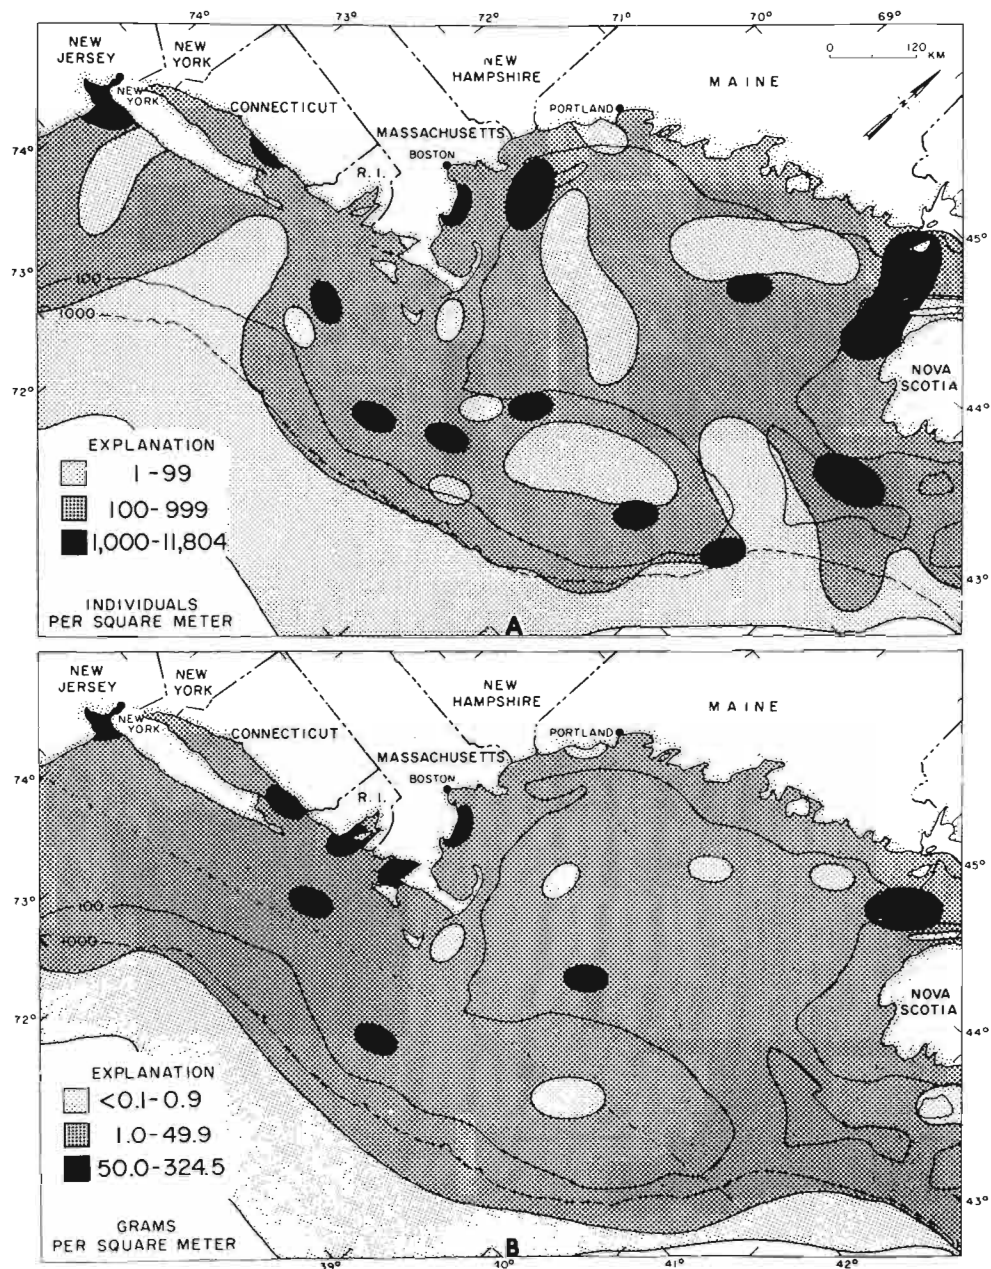 74° 73° 72° 71° 70° 69°
NEW JERSEY
NEW YORK
NEW HAMPSHIRE
0 120 KM
MAINE
NEW YORK
CONNECTICUT
PORTLAND
MASSACHUSETTS
BOSTON
74°
R. I.
45°
73°
100
1000
NOVA SCOTIA
72°
44°
EXPLANATION
1-99
100-999
1,000-11,804
43°
INDIVIDUALS
PER SQUARE METER
A
NEW JERSEY
NEW YORK
NEW HAMPSHIRE
MAINE
NEW YORK
CONNECTICUT
PORTLAND
MASSACHUSETTS
BOSTON
74°
R. I.
45°
73°
100
1000
NOVA SCOTIA
72°
44°
EXPLANATION
<0.1-0.9
1.0-49.9
50.0-324.5
43°
GRAMS
PER SQUARE METER
B
39° 40° 41° 42°